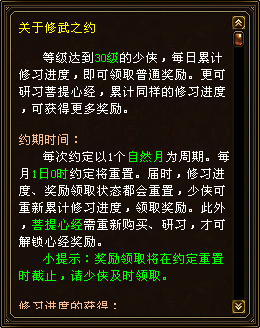 关于修武之约
等级达到30级的少侠，每日累计
修习进度，即可领取普通奖励。更可
研习菩提心经，累计同样的修习进度
，可获得更多奖励。
约期时间：
每次约定以1个自然月为周期。每
月1日0时约定将重置。届时，修习进
度、奖励领取状态都会重置，少侠可
重新累计修习进度，领取奖励。此外，
菩提心经需重新购买、研习，才可
解锁心经奖励。
小提示：奖励领取将在约定重置
时截止，请少侠及时领取。
修习进度的获得：